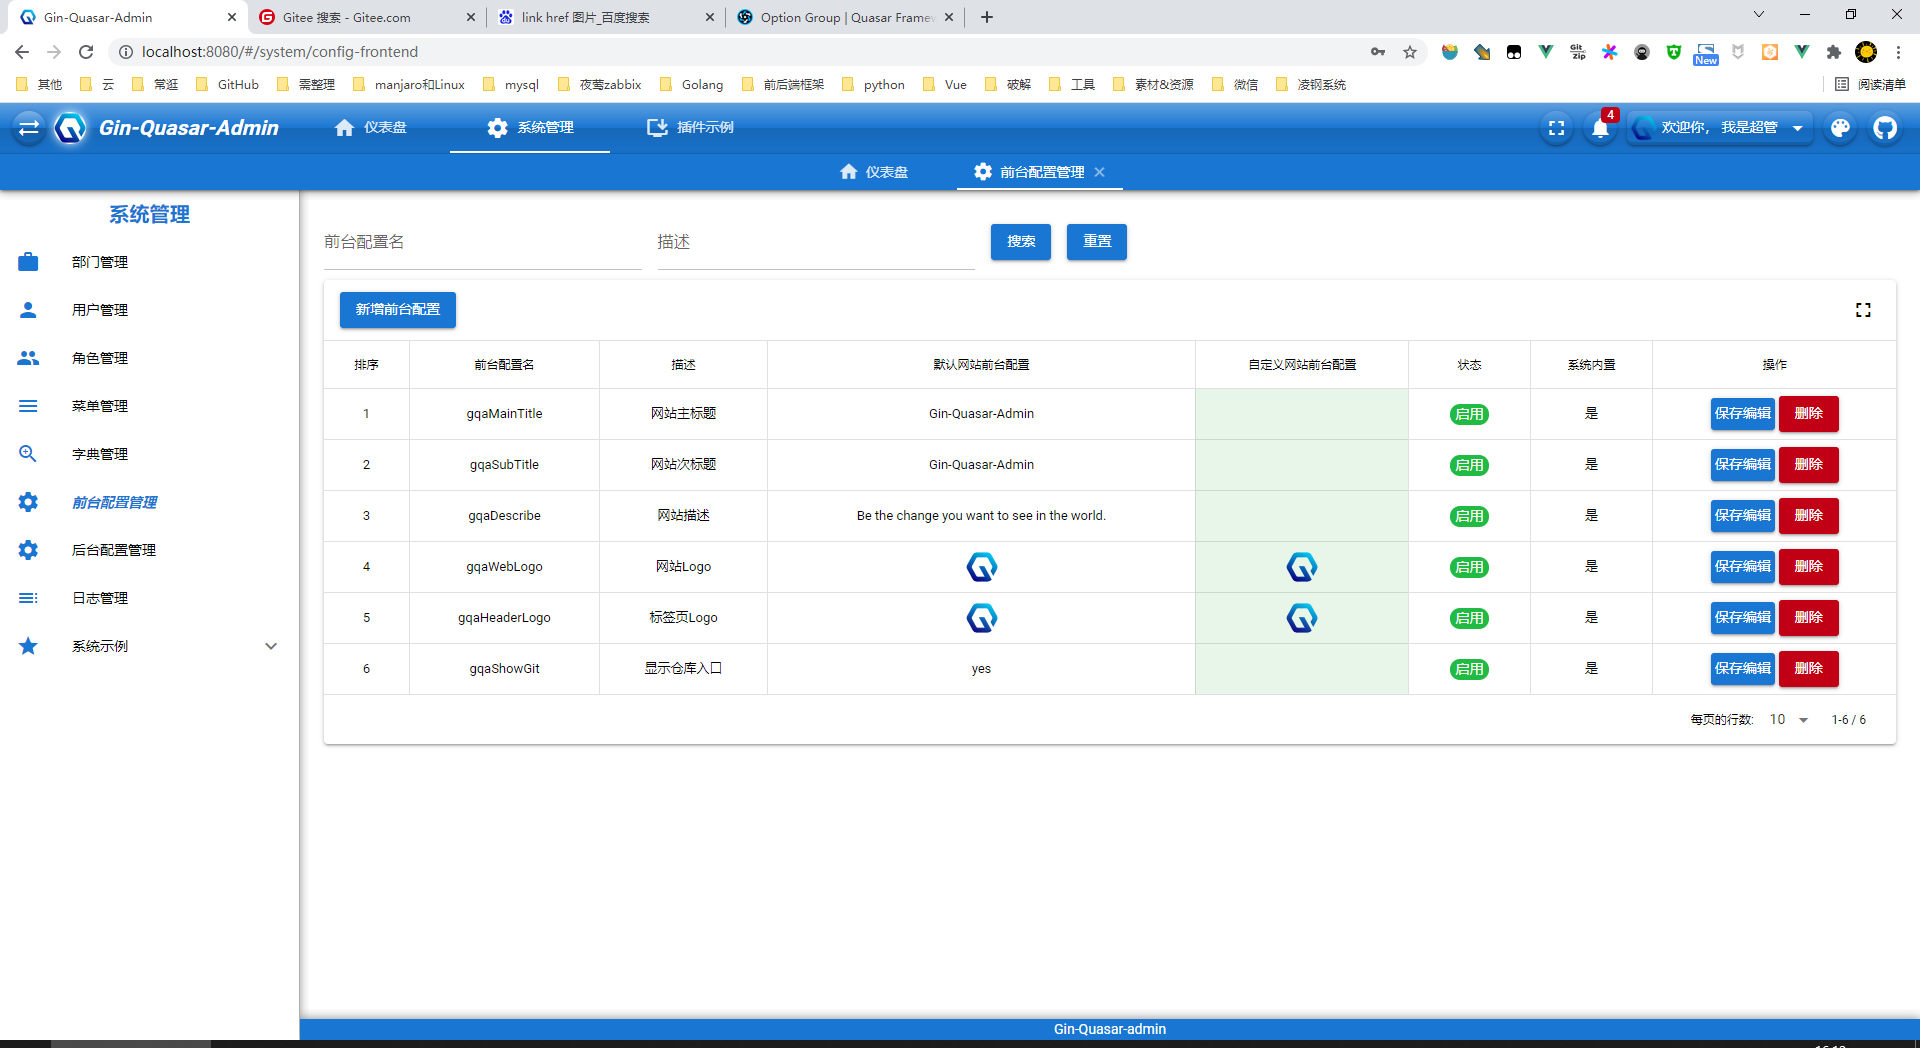 Gin-Quasar-Admin
Gitee 搜索 - Gitee.com
link href 图片_百度搜索
Option Group | Quasar Frame
localhost:8080/#/system/config-frontend
Git Zip
New
其他 云 常逛 GitHub 需整理 manjaro和Linux mysql 夜莺zabbix Golang 前后端框架 python Vue 破解 工具 素材&资源 微信 凌钢系统 阅读清单
Gin-Quasar-Admin 仪表盘 系统管理 插件示例 4 欢迎你， 我是超管
仪表盘 前台配置管理
系统管理
部门管理
用户管理
角色管理
菜单管理
字典管理
前台配置管理
后台配置管理
日志管理
系统示例
前台配置名 描述 搜索 重置
新增前台配置
排序 前台配置名 描述 默认网站前台配置 自定义网站前台配置 状态 系统内置 操作
1 gqaMainTitle 网站主标题 Gin-Quasar-Admin 启用 是 保存编辑 删除
2 gqaSubTitle 网站次标题 Gin-Quasar-Admin 启用 是 保存编辑 删除
3 gqaDescribe 网站描述 Be the change you want to see in the world. 启用 是 保存编辑 删除
4 gqaWebLogo 网站Logo 启用 是 保存编辑 删除
5 gqaHeaderLogo 标签页Logo 启用 是 保存编辑 删除
6 gqaShowGit 显示仓库入口 yes 启用 是 保存编辑 删除
每页的行数: 10 1-6 / 6
Gin-Quasar-admin